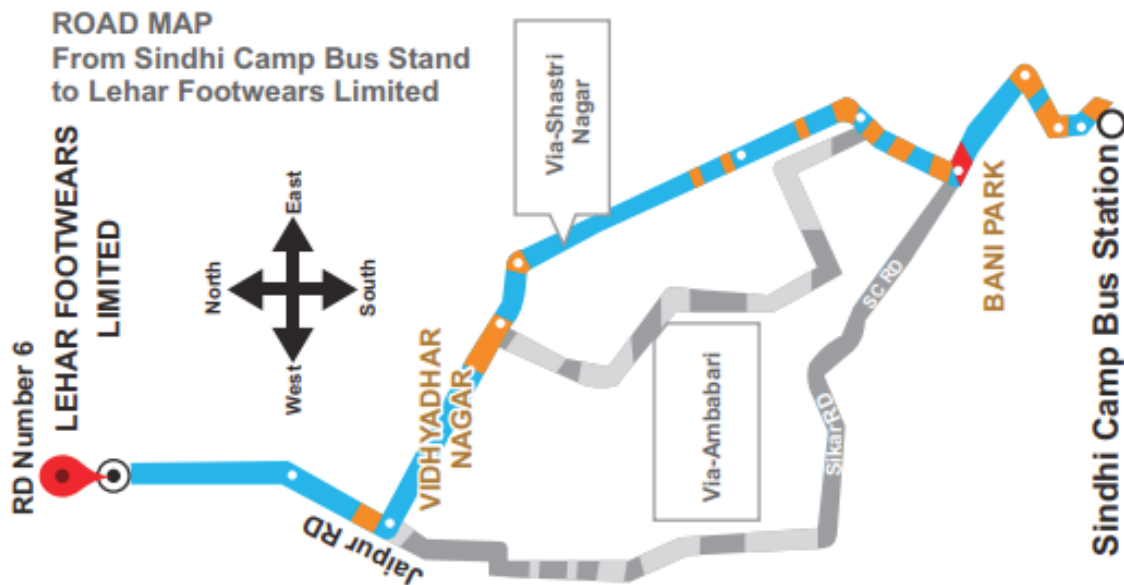 ROAD MAP
From Sindhi Camp Bus Stand
to Lehar Footwears Limited
RD Number 6
LEHAR FOOTWEARS
LIMITED
North
East
South
West
Via-Shastri
Nagar
VIDHYADHAR
NAGAR
Via-Ambabari
Jaipur RD
Sikar RD
SC RD
BANI PARK
Sindhi Camp Bus Station